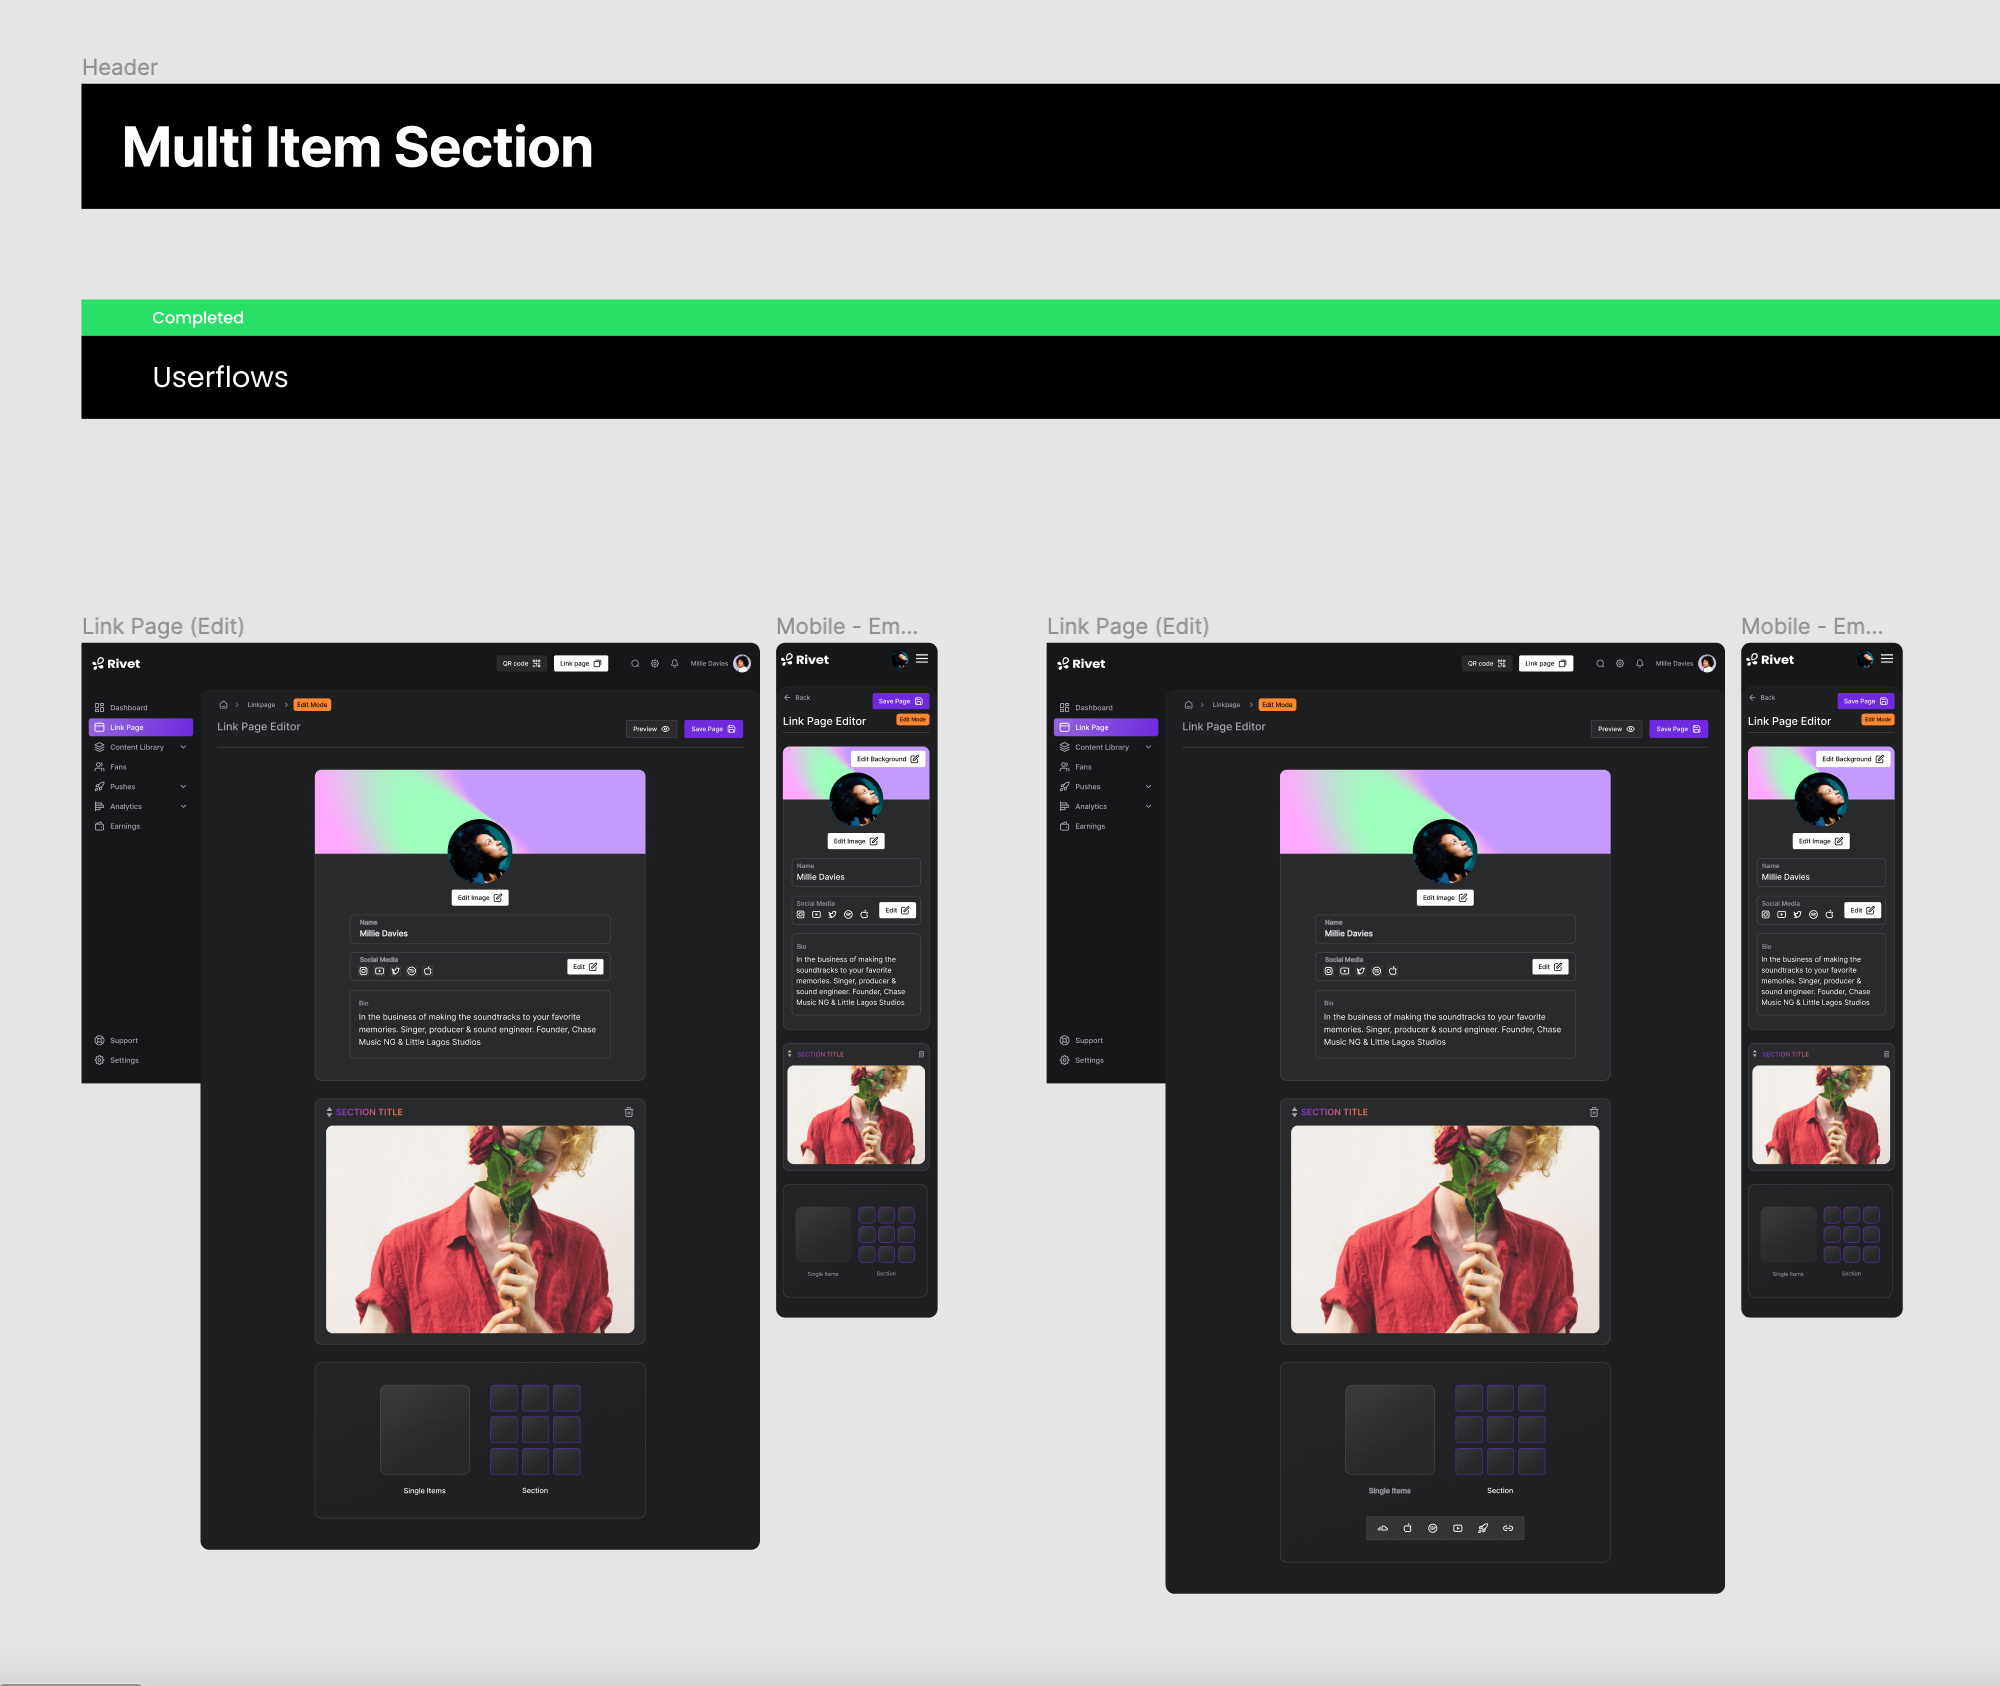 Header
Multi Item Section
Completed
Userflows
Link Page (Edit)
Rivet
QR code
Link page
Millie Davies
Dashboard
Link Page
Content Library
Fans
Pushes
Analytics
Earnings
Support
Settings
Linkpage
Edit Mode
Link Page Editor
Preview
Save Page
Edit Image
Name
Millie Davies
Social Media
Edit
Bio
In the business of making the soundtracks to your favorite
memories. Singer, producer & sound engineer. Founder, Chase
Music NG & Little Lagos Studios
SECTION TITLE
Single Items
Section
Mobile - Em...
Rivet
Back
Save Page
Link Page Editor
Edit Mode
Edit Background
Edit Image
Name
Millie Davies
Social Media
Edit
Bio
In the business of making the
soundtracks to your favorite
memories. Singer, producer &
sound engineer. Founder, Chase
Music NG & Little Lagos Studios
SECTION TITLE
Single Items
Section
Link Page (Edit)
Rivet
QR code
Link page
Millie Davies
Dashboard
Link Page
Content Library
Fans
Pushes
Analytics
Earnings
Support
Settings
Linkpage
Edit Mode
Link Page Editor
Preview
Save Page
Edit Image
Name
Millie Davies
Social Media
Edit
Bio
In the business of making the soundtracks to your favorite
memories. Singer, producer & sound engineer. Founder, Chase
Music NG & Little Lagos Studios
SECTION TITLE
Single Items
Section
Mobile - Em...
Rivet
Back
Save Page
Link Page Editor
Edit Mode
Edit Background
Edit Image
Name
Millie Davies
Social Media
Edit
Bio
In the business of making the
soundtracks to your favorite
memories. Singer, producer &
sound engineer. Founder, Chase
Music NG & Little Lagos Studios
SECTION TITLE
Single Items
Section